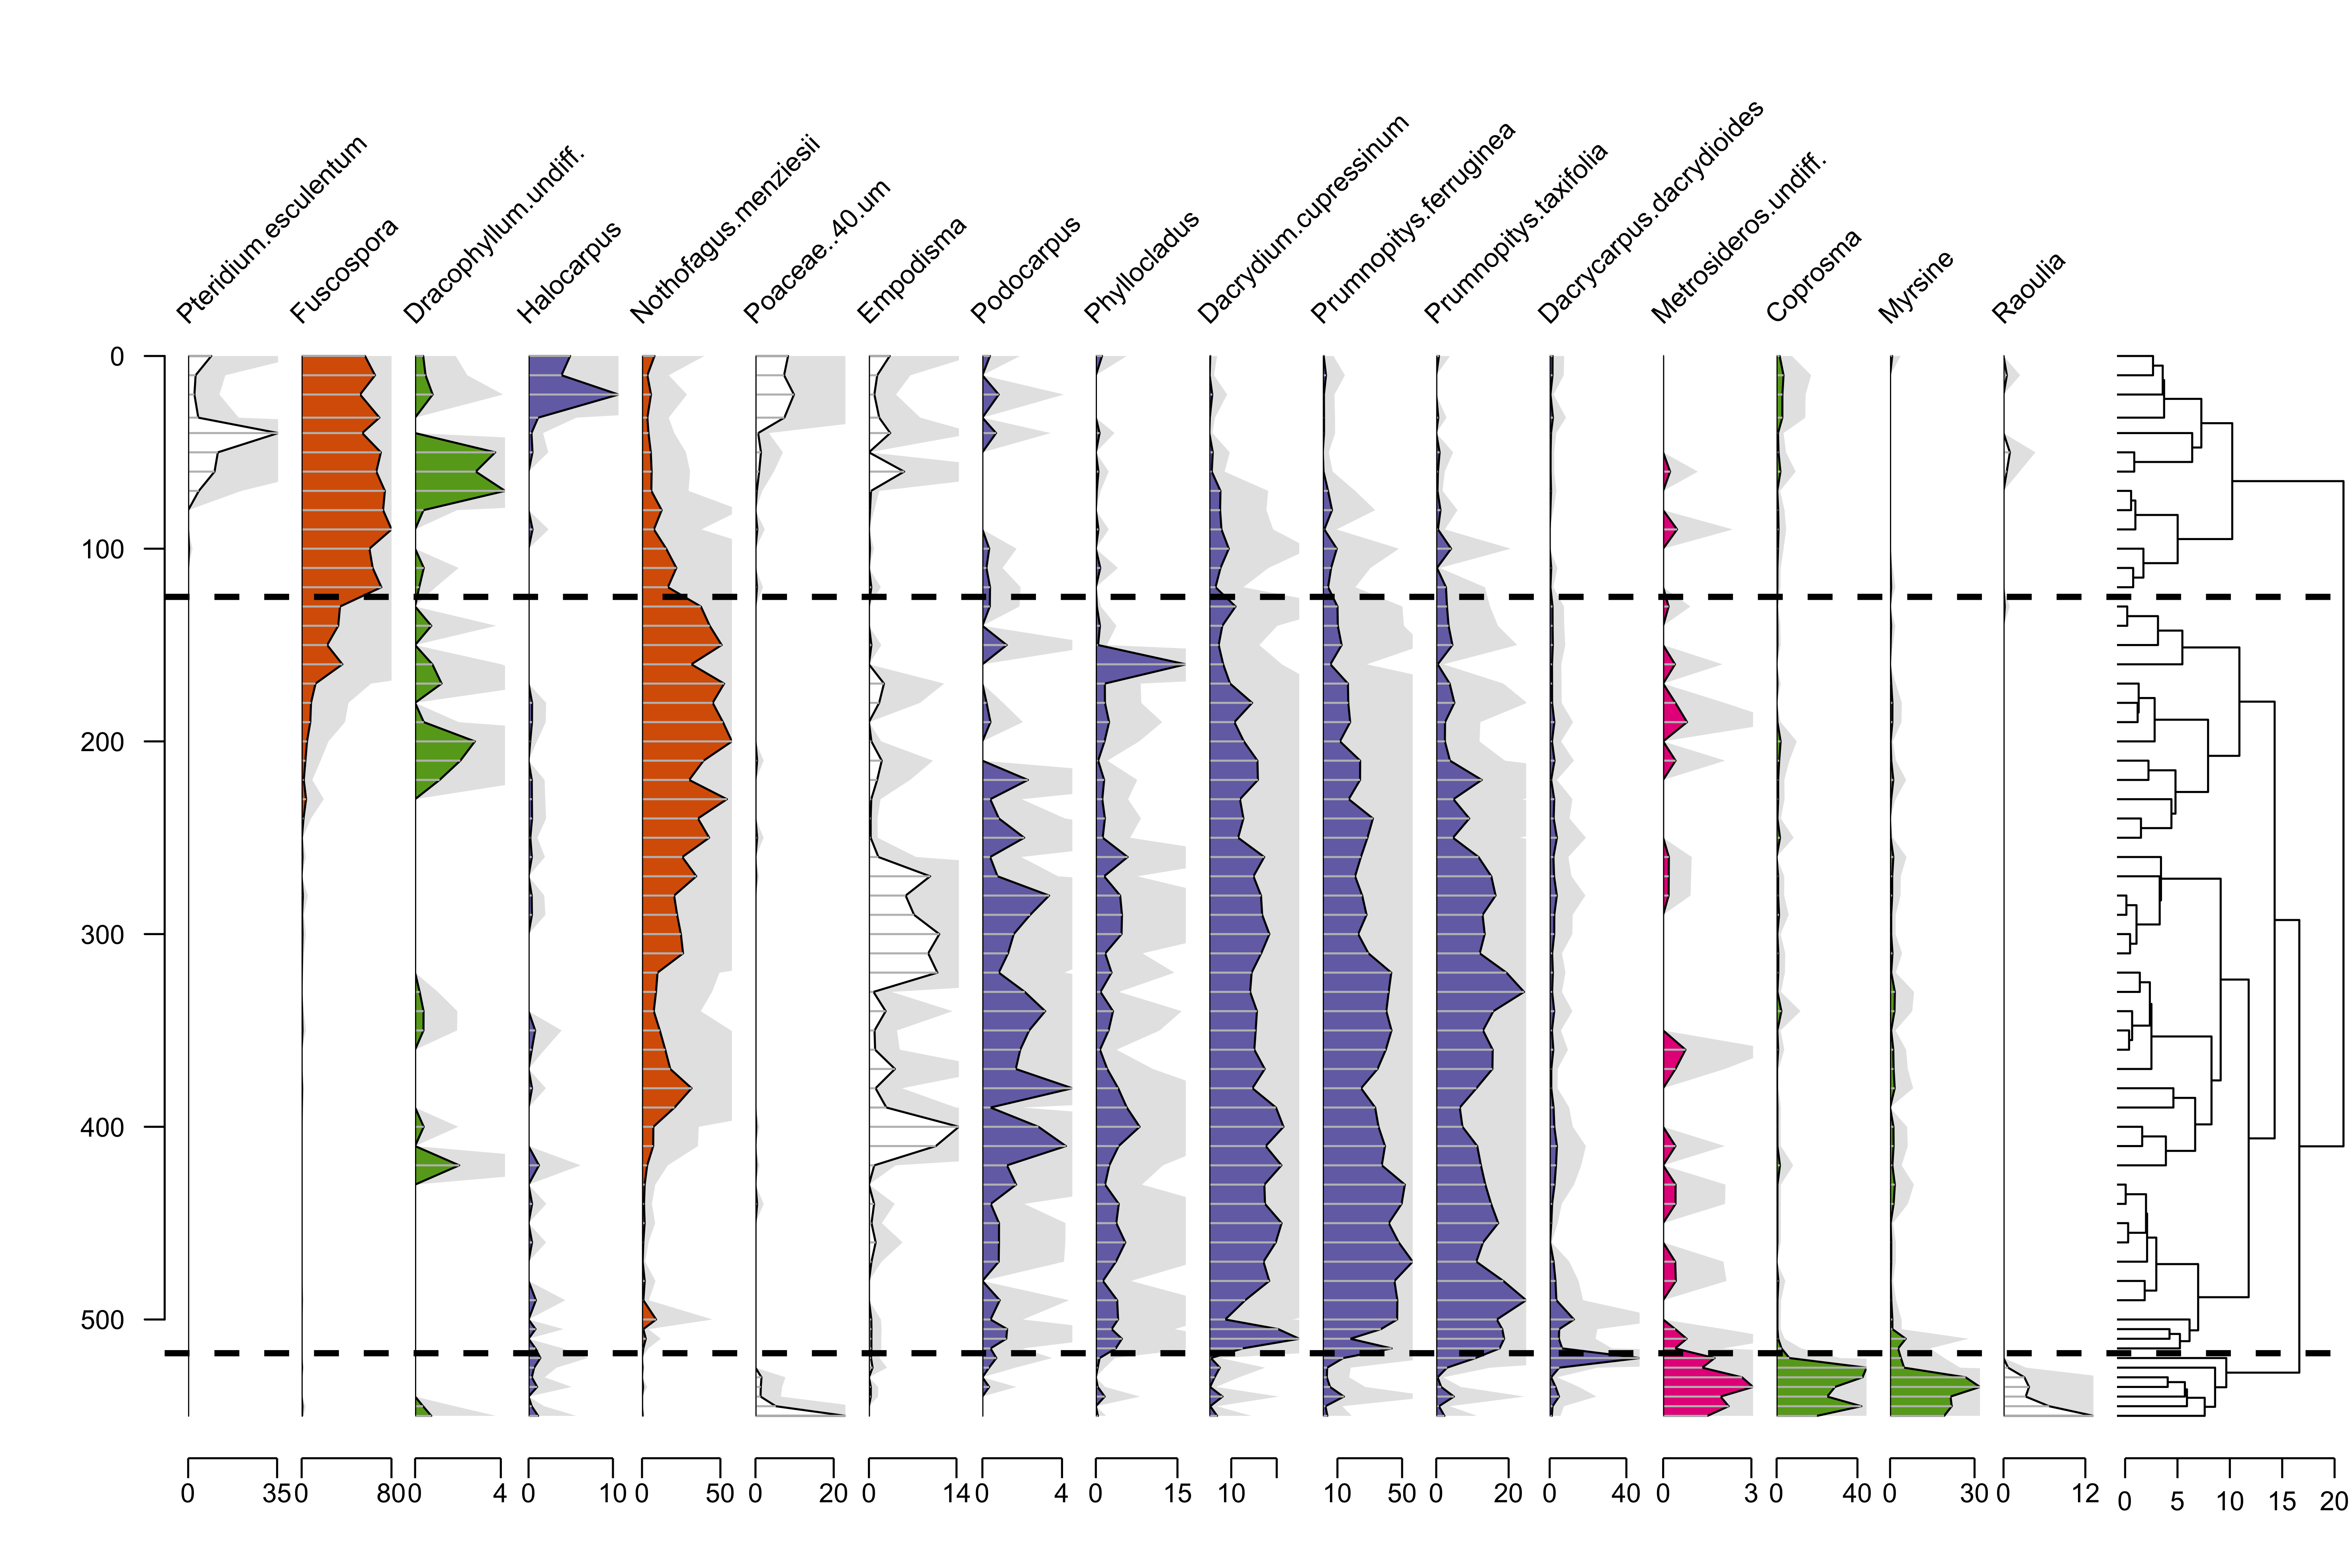 Pteridium.esculentum
Fuscospora
Dracophyllum.undiff.
Halocarpus
Nothofagus.menziesii
Poaceae..40.um
Empodisma
Podocarpus
Phyllocladus
Dacrydium.cupressinum
Prumnopitys.ferruginea
Prumnopitys.taxifolia
Dacrycarpus.dacrydioides
Metrosideros.undiff.
Coprosma
Myrsine
Raoulia
0
100
200
300
400
500
0 35 0 80 0 4 0 10 0 50 0 20 0 14 0 4 0 15 10 10 50 0 20 0 40 0 3 0 40 0 30 0 12 0 5 10 15 20